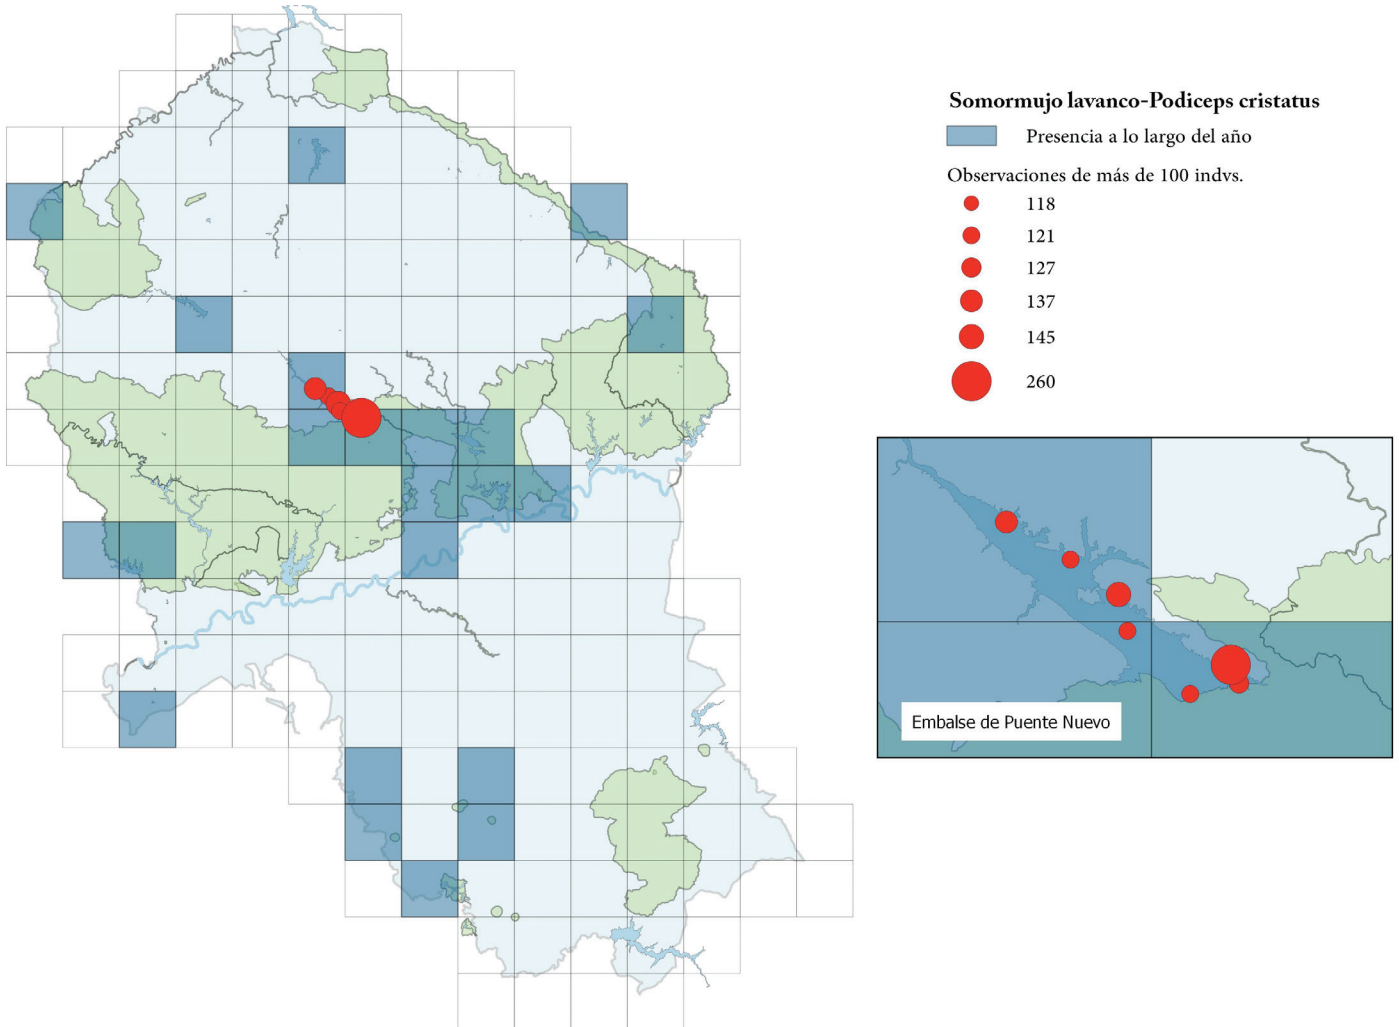 Somormujo lavanco-Podiceps cristatus
Presencia a lo largo del año
Observaciones de más de 100 indvs.
118
121
127
137
145
260
Embalse de Puente Nuevo